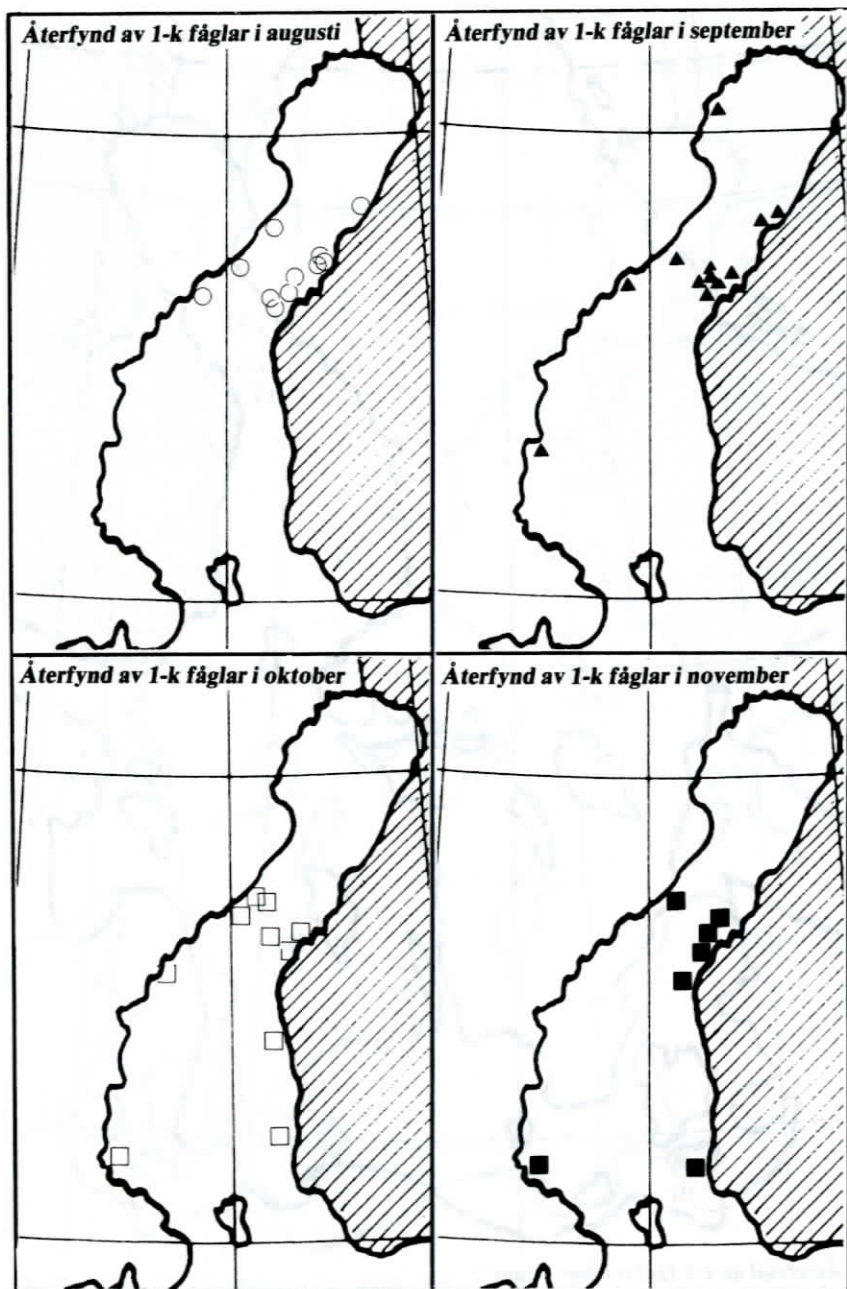 Återfynd av 1-k fåglar i augusti
Återfynd av 1-k fåglar i september
Återfynd av 1-k fåglar i oktober
Återfynd av 1-k fåglar i november